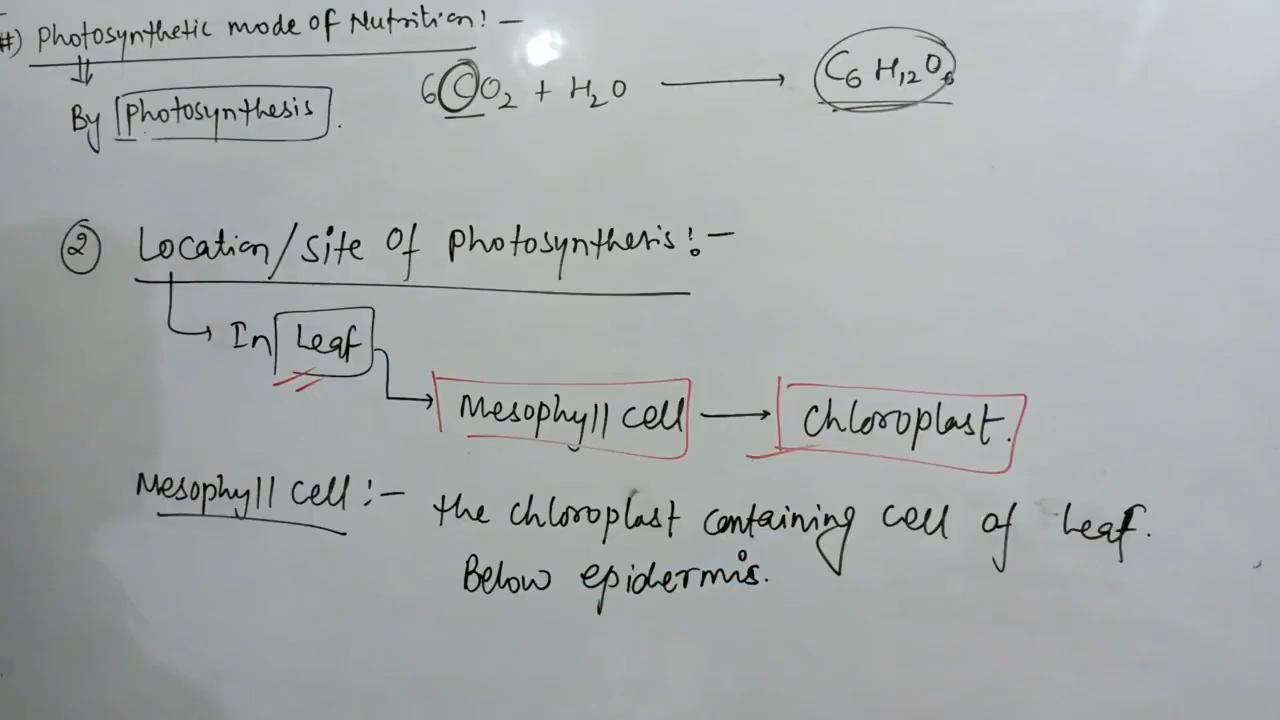 #) Photosynthetic mode of Nutrition! —
By Photosynthesis.
6CO2 + H2O ⟶ C6H12O6
② Location/site of photosynthesis!—
In Leaf
Mesophyll cell → Chloroplast.
Mesophyll cell :- the chloroplast containing cell of leaf.
Below epidermis.